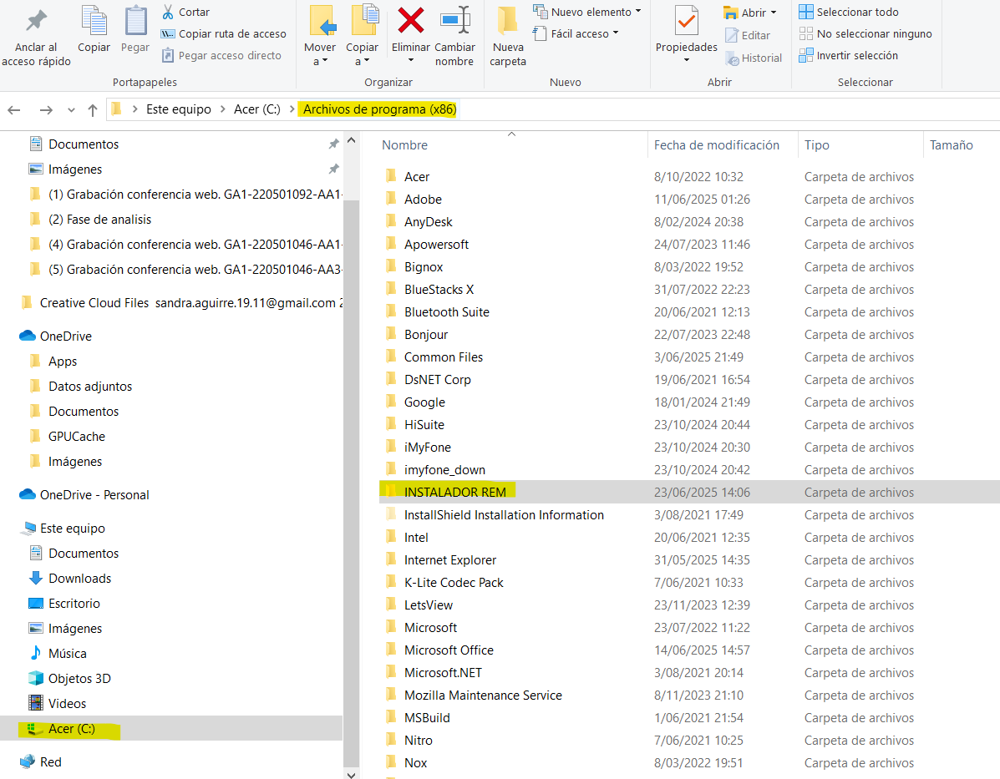 Anclar al
acceso rápido
Copiar
Pegar
Cortar
Copiar ruta de acceso
Pegar acceso directo
Portapapeles
Mover
a
Copiar
a
Eliminar
Cambiar
nombre
Organizar
Nueva
carpeta
Nuevo elemento
Fácil acceso
Nuevo
Propiedades
Abrir
Editar
Historial
Abrir
Seleccionar todo
No seleccionar ninguno
Invertir selección
Seleccionar
Este equipo > Acer (C:) > Archivos de programa (x86)
Documentos
Imágenes
(1) Grabación conferencia web. GA1-220501092-AA1-
(2) Fase de analisis
(4) Grabación conferencia web. GA1-220501046-AA1-
(5) Grabación conferencia web. GA1-220501046-AA3-
Creative Cloud Files  sandra.aguirre.19.11@gmail.com 2
OneDrive
Apps
Datos adjuntos
Documentos
GPUCache
Imágenes
OneDrive - Personal
Este equipo
Documentos
Downloads
Escritorio
Imágenes
Música
Objetos 3D
Videos
Acer (C:)
Red
Nombre Fecha de modificación Tipo Tamaño
Acer 8/10/2022 10:32 Carpeta de archivos
Adobe 11/06/2025 01:26 Carpeta de archivos
AnyDesk 8/02/2024 20:38 Carpeta de archivos
Apowersoft 24/07/2023 11:46 Carpeta de archivos
Bignox 8/03/2022 19:52 Carpeta de archivos
BlueStacks X 31/07/2022 22:23 Carpeta de archivos
Bluetooth Suite 20/06/2021 12:13 Carpeta de archivos
Bonjour 22/07/2023 22:48 Carpeta de archivos
Common Files 3/06/2025 21:49 Carpeta de archivos
DsNET Corp 19/06/2021 16:54 Carpeta de archivos
Google 18/01/2024 21:49 Carpeta de archivos
HiSuite 23/10/2024 20:44 Carpeta de archivos
iMyFone 23/10/2024 20:30 Carpeta de archivos
imyfone_down 23/10/2024 20:42 Carpeta de archivos
INSTALADOR REM 23/06/2025 14:06 Carpeta de archivos
InstallShield Installation Information 3/08/2021 17:49 Carpeta de archivos
Intel 20/06/2021 12:35 Carpeta de archivos
Internet Explorer 31/05/2025 14:35 Carpeta de archivos
K-Lite Codec Pack 7/06/2021 10:33 Carpeta de archivos
LetsView 23/11/2023 12:39 Carpeta de archivos
Microsoft 23/07/2022 11:22 Carpeta de archivos
Microsoft Office 14/06/2025 14:57 Carpeta de archivos
Microsoft.NET 3/08/2021 20:14 Carpeta de archivos
Mozilla Maintenance Service 8/11/2023 21:10 Carpeta de archivos
MSBuild 1/06/2021 21:54 Carpeta de archivos
Nitro 7/06/2021 10:25 Carpeta de archivos
Nox 8/03/2022 19:51 Carpeta de archivos